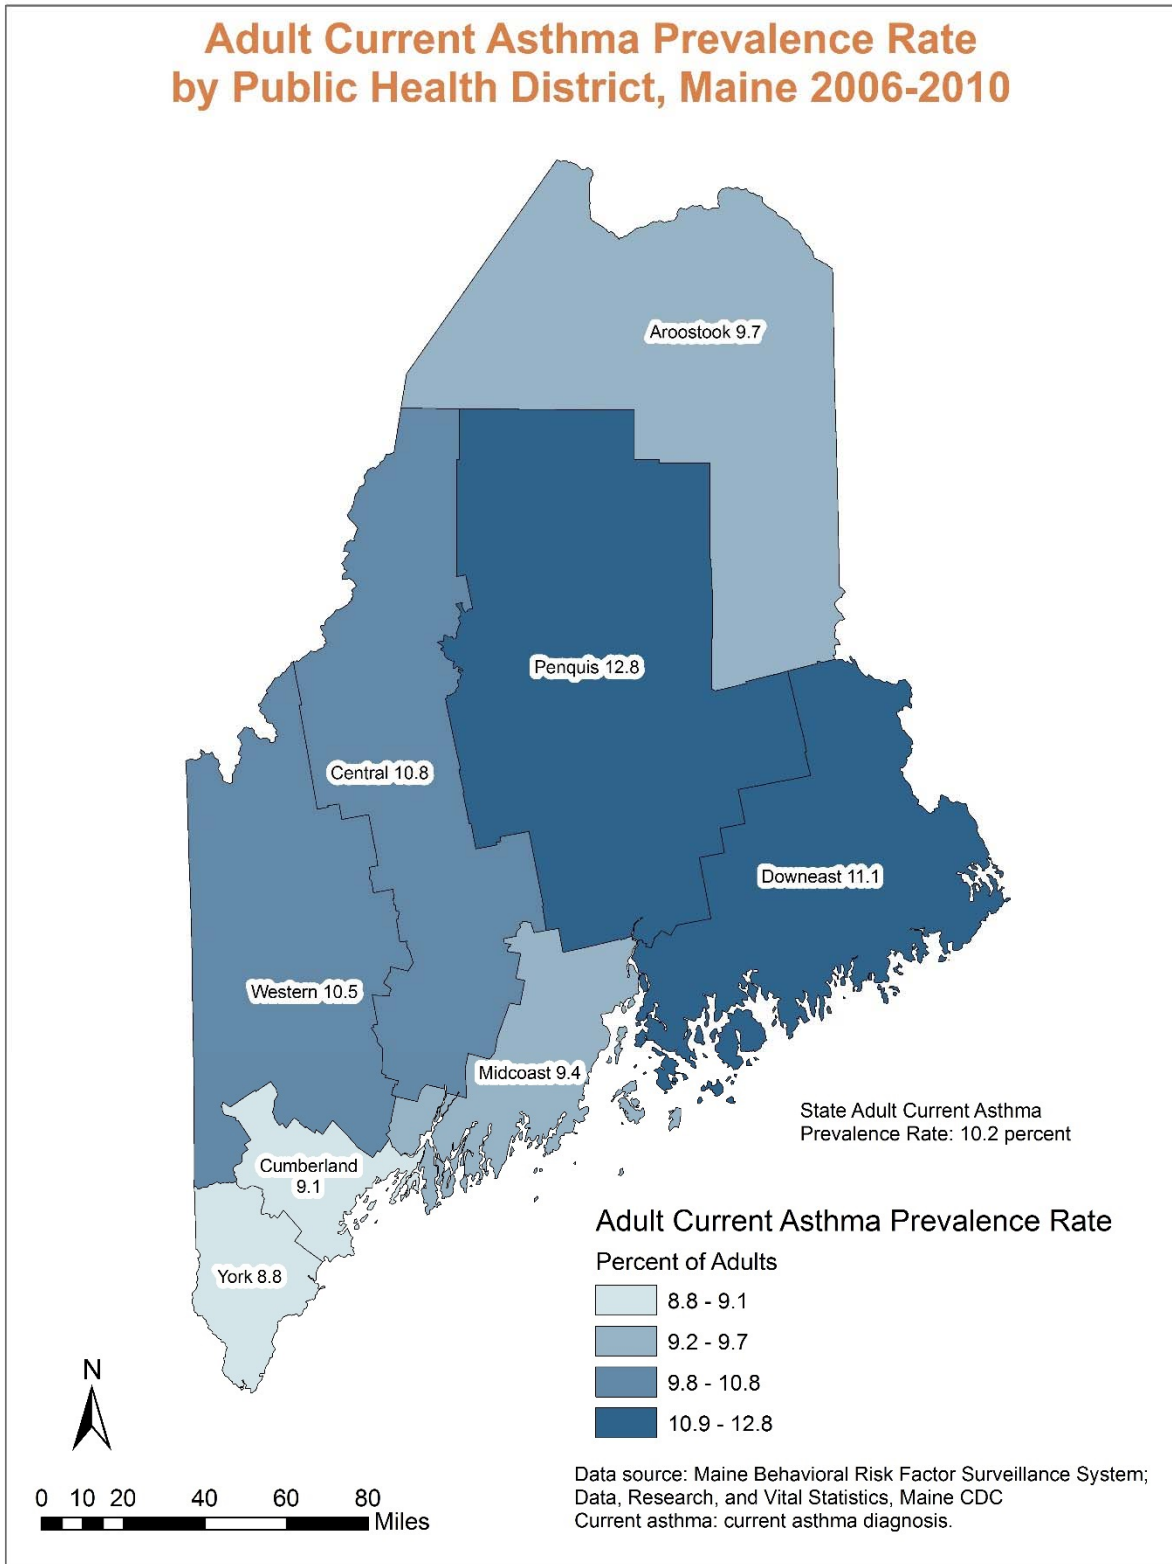 Adult Current Asthma Prevalence Rate
by Public Health District, Maine 2006-2010
Aroostook 9.7
Penquis 12.8
Central 10.8
Downeast 11.1
Western 10.5
Midcoast 9.4
State Adult Current Asthma
Prevalence Rate: 10.2 percent
Cumberland
9.1
York 8.8
Adult Current Asthma Prevalence Rate
Percent of Adults
8.8 - 9.1
9.2 - 9.7
9.8 - 10.8
10.9 - 12.8
N
0 10 20 40 60 80
Miles
Data source: Maine Behavioral Risk Factor Surveillance System;
Data, Research, and Vital Statistics, Maine CDC
Current asthma: current asthma diagnosis.